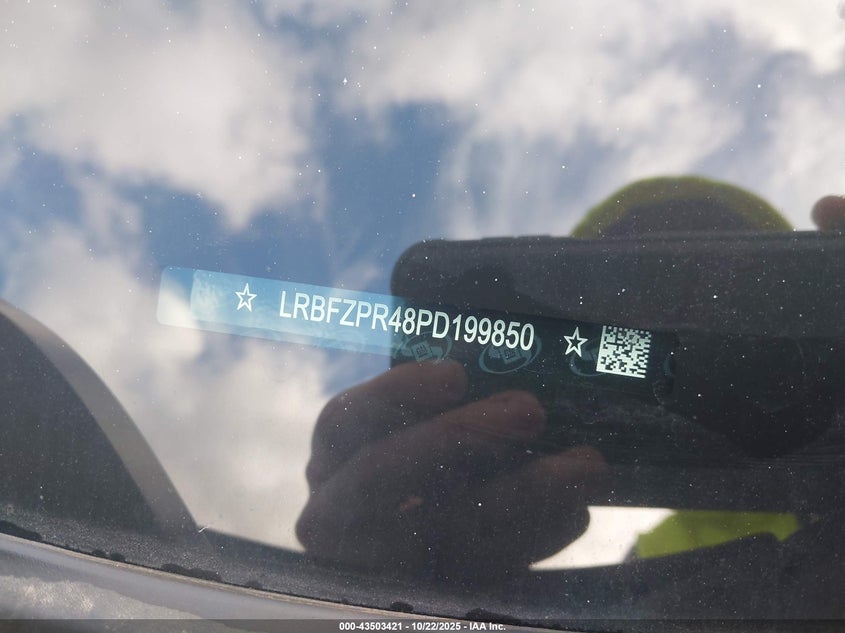 ☆ LRBFZPR48PD199850 ☆
000-43503421 - 10/22/2025 - IAA Inc.